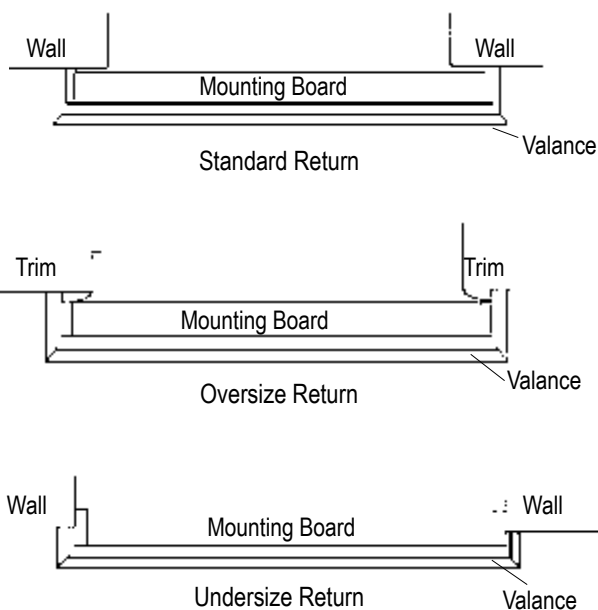 Wall
Wall
Mounting Board
Valance
Standard Return
Trim
Trim
Mounting Board
Valance
Oversize Return
Wall
Wall
Mounting Board
Valance
Undersize Return